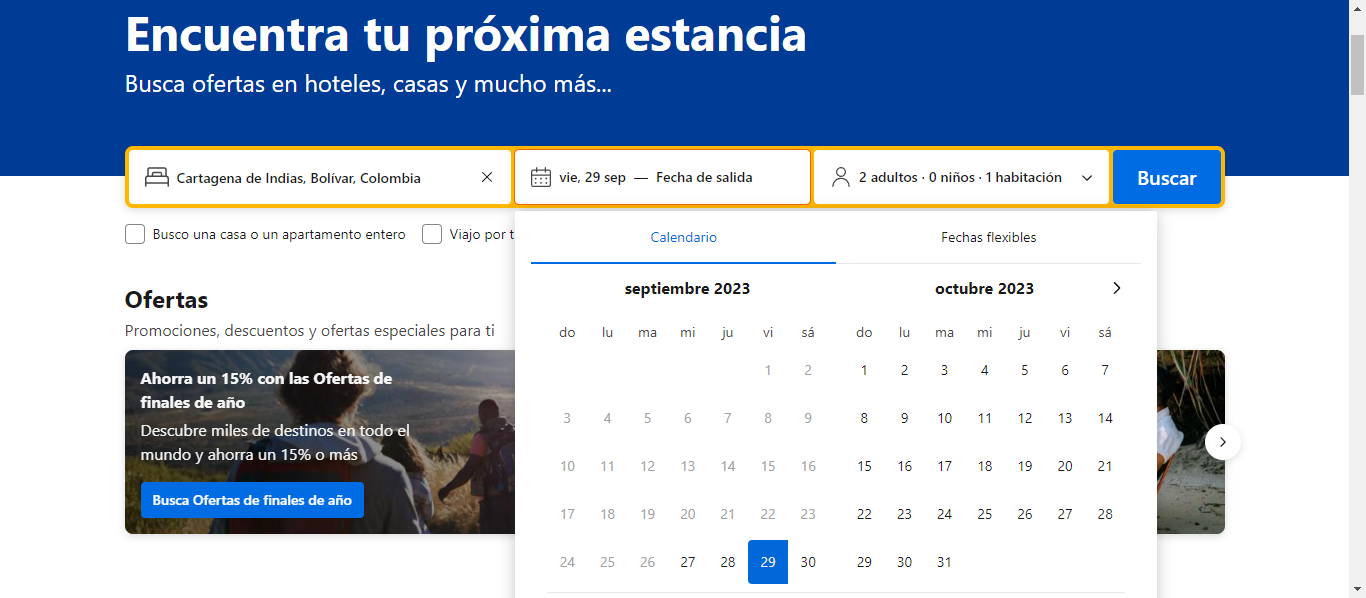 Encuentra tu próxima estancia
Busca ofertas en hoteles, casas y mucho más...
Cartagena de Indias, Bolívar, Colombia
vie, 29 sep — Fecha de salida
2 adultos · 0 niños · 1 habitación
Buscar
Busco una casa o un apartamento entero
Viajo por t
Calendario
Fechas flexibles
septiembre 2023
do lu ma mi ju vi sá
1 2
3 4 5 6 7 8 9
10 11 12 13 14 15 16
17 18 19 20 21 22 23
24 25 26 27 28 29 30
octubre 2023
do lu ma mi ju vi sá
1 2 3 4 5 6 7
8 9 10 11 12 13 14
15 16 17 18 19 20 21
22 23 24 25 26 27 28
29 30 31
Ofertas
Promociones, descuentos y ofertas especiales para ti
Ahorra un 15% con las Ofertas de
finales de año
Descubre miles de destinos en todo el
mundo y ahorra un 15% o más
Busca Ofertas de finales de año